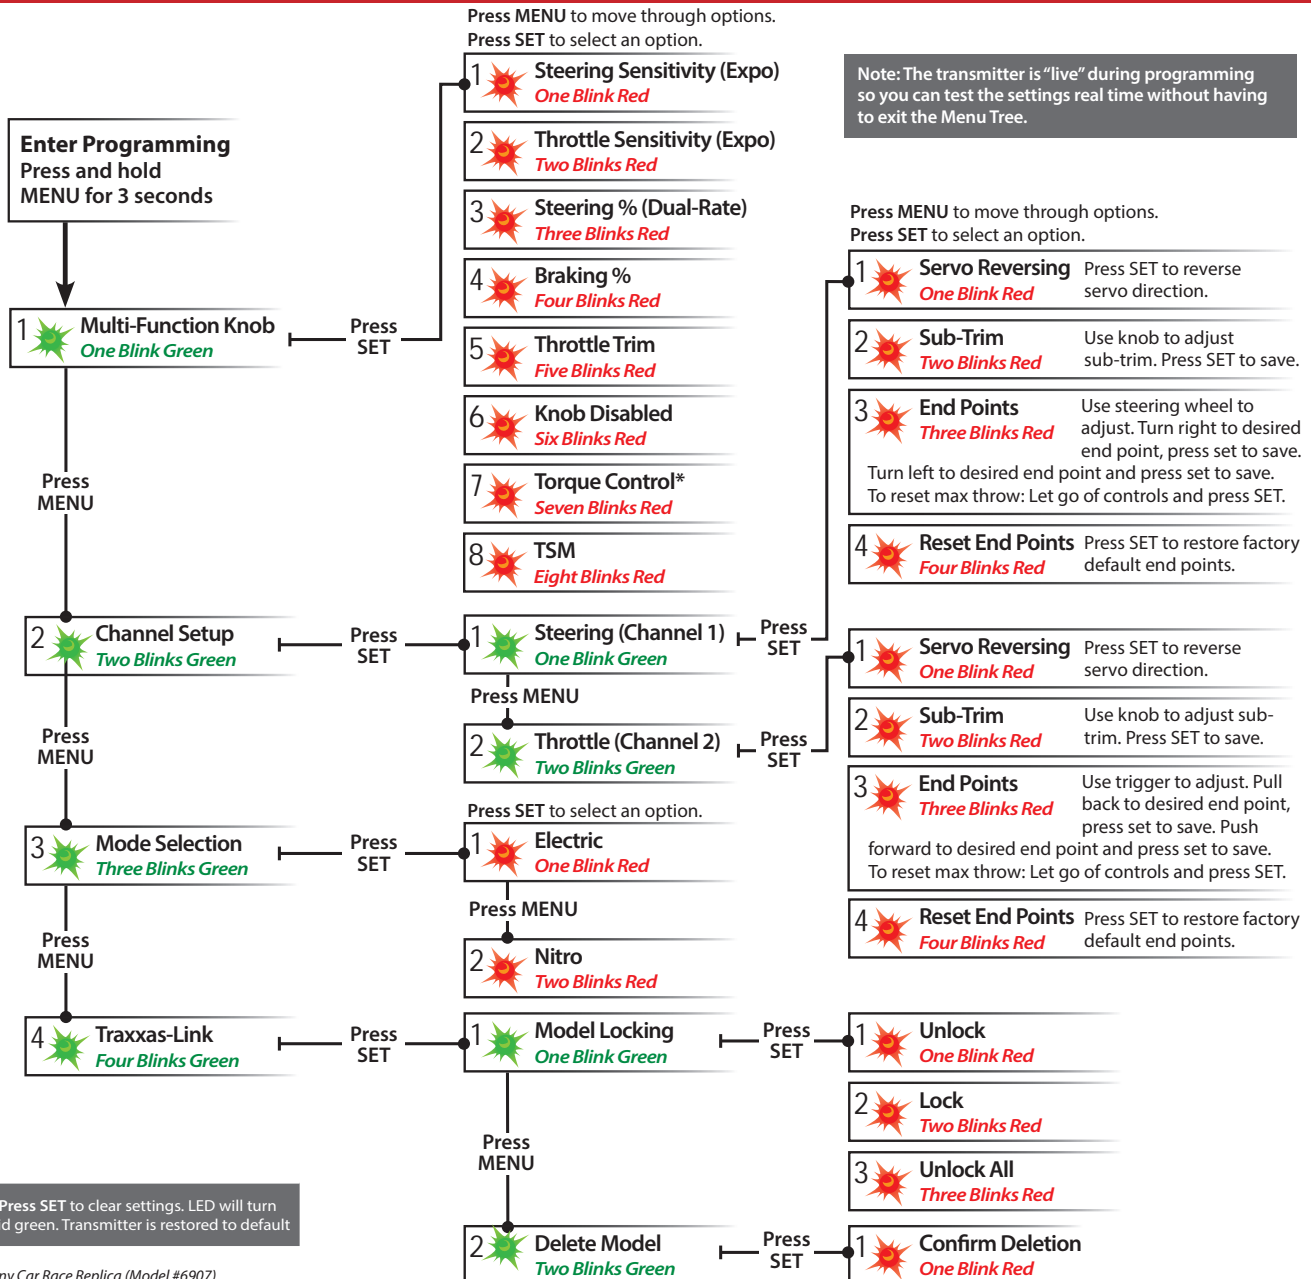 Press MENU to move through options.
Press SET to select an option.
Note: The transmitter is “live” during programming
so you can test the settings real time without having
to exit the Menu Tree.
Enter Programming
Press and hold
MENU for 3 seconds
1 Multi-Function Knob
One Blink Green
Press
SET
1 Steering Sensitivity (Expo)
One Blink Red
2 Throttle Sensitivity (Expo)
Two Blinks Red
3 Steering % (Dual-Rate)
Three Blinks Red
4 Braking %
Four Blinks Red
5 Throttle Trim
Five Blinks Red
6 Knob Disabled
Six Blinks Red
7 Torque Control*
Seven Blinks Red
8 TSM
Eight Blinks Red
Press
MENU
2 Channel Setup
Two Blinks Green
Press
SET
1 Steering (Channel 1)
One Blink Green
Press
SET
Press MENU to move through options.
Press SET to select an option.
1 Servo Reversing
One Blink Red
Press SET to reverse
servo direction.
2 Sub-Trim
Two Blinks Red
Use knob to adjust
sub-trim. Press SET to save.
3 End Points
Three Blinks Red
Use steering wheel to
adjust. Turn right to desired
end point, press set to save.
Turn left to desired end point and press set to save.
To reset max throw: Let go of controls and press SET.
4 Reset End Points
Four Blinks Red
Press SET to restore factory
default end points.
Press MENU
2 Throttle (Channel 2)
Two Blinks Green
Press
SET
1 Servo Reversing
One Blink Red
Press SET to reverse
servo direction.
2 Sub-Trim
Two Blinks Red
Use knob to adjust sub-
trim. Press SET to save.
3 End Points
Three Blinks Red
Use trigger to adjust. Pull
back to desired end point,
press set to save. Push
forward to desired end point and press set to save.
To reset max throw: Let go of controls and press SET.
4 Reset End Points
Four Blinks Red
Press SET to restore factory
default end points.
Press
MENU
3 Mode Selection
Three Blinks Green
Press
SET
Press SET to select an option.
1 Electric
One Blink Red
Press MENU
2 Nitro
Two Blinks Red
Press
MENU
4 Traxxas-Link
Four Blinks Green
Press
SET
1 Model Locking
One Blink Green
Press
SET
1 Unlock
One Blink Red
2 Lock
Two Blinks Red
3 Unlock All
Three Blinks Red
Press
MENU
2 Delete Model
Two Blinks Green
Press
SET
1 Confirm Deletion
One Blink Red
Press SET to clear settings. LED will turn
green. Transmitter is restored to default
Car Race Replica (Model #6907)